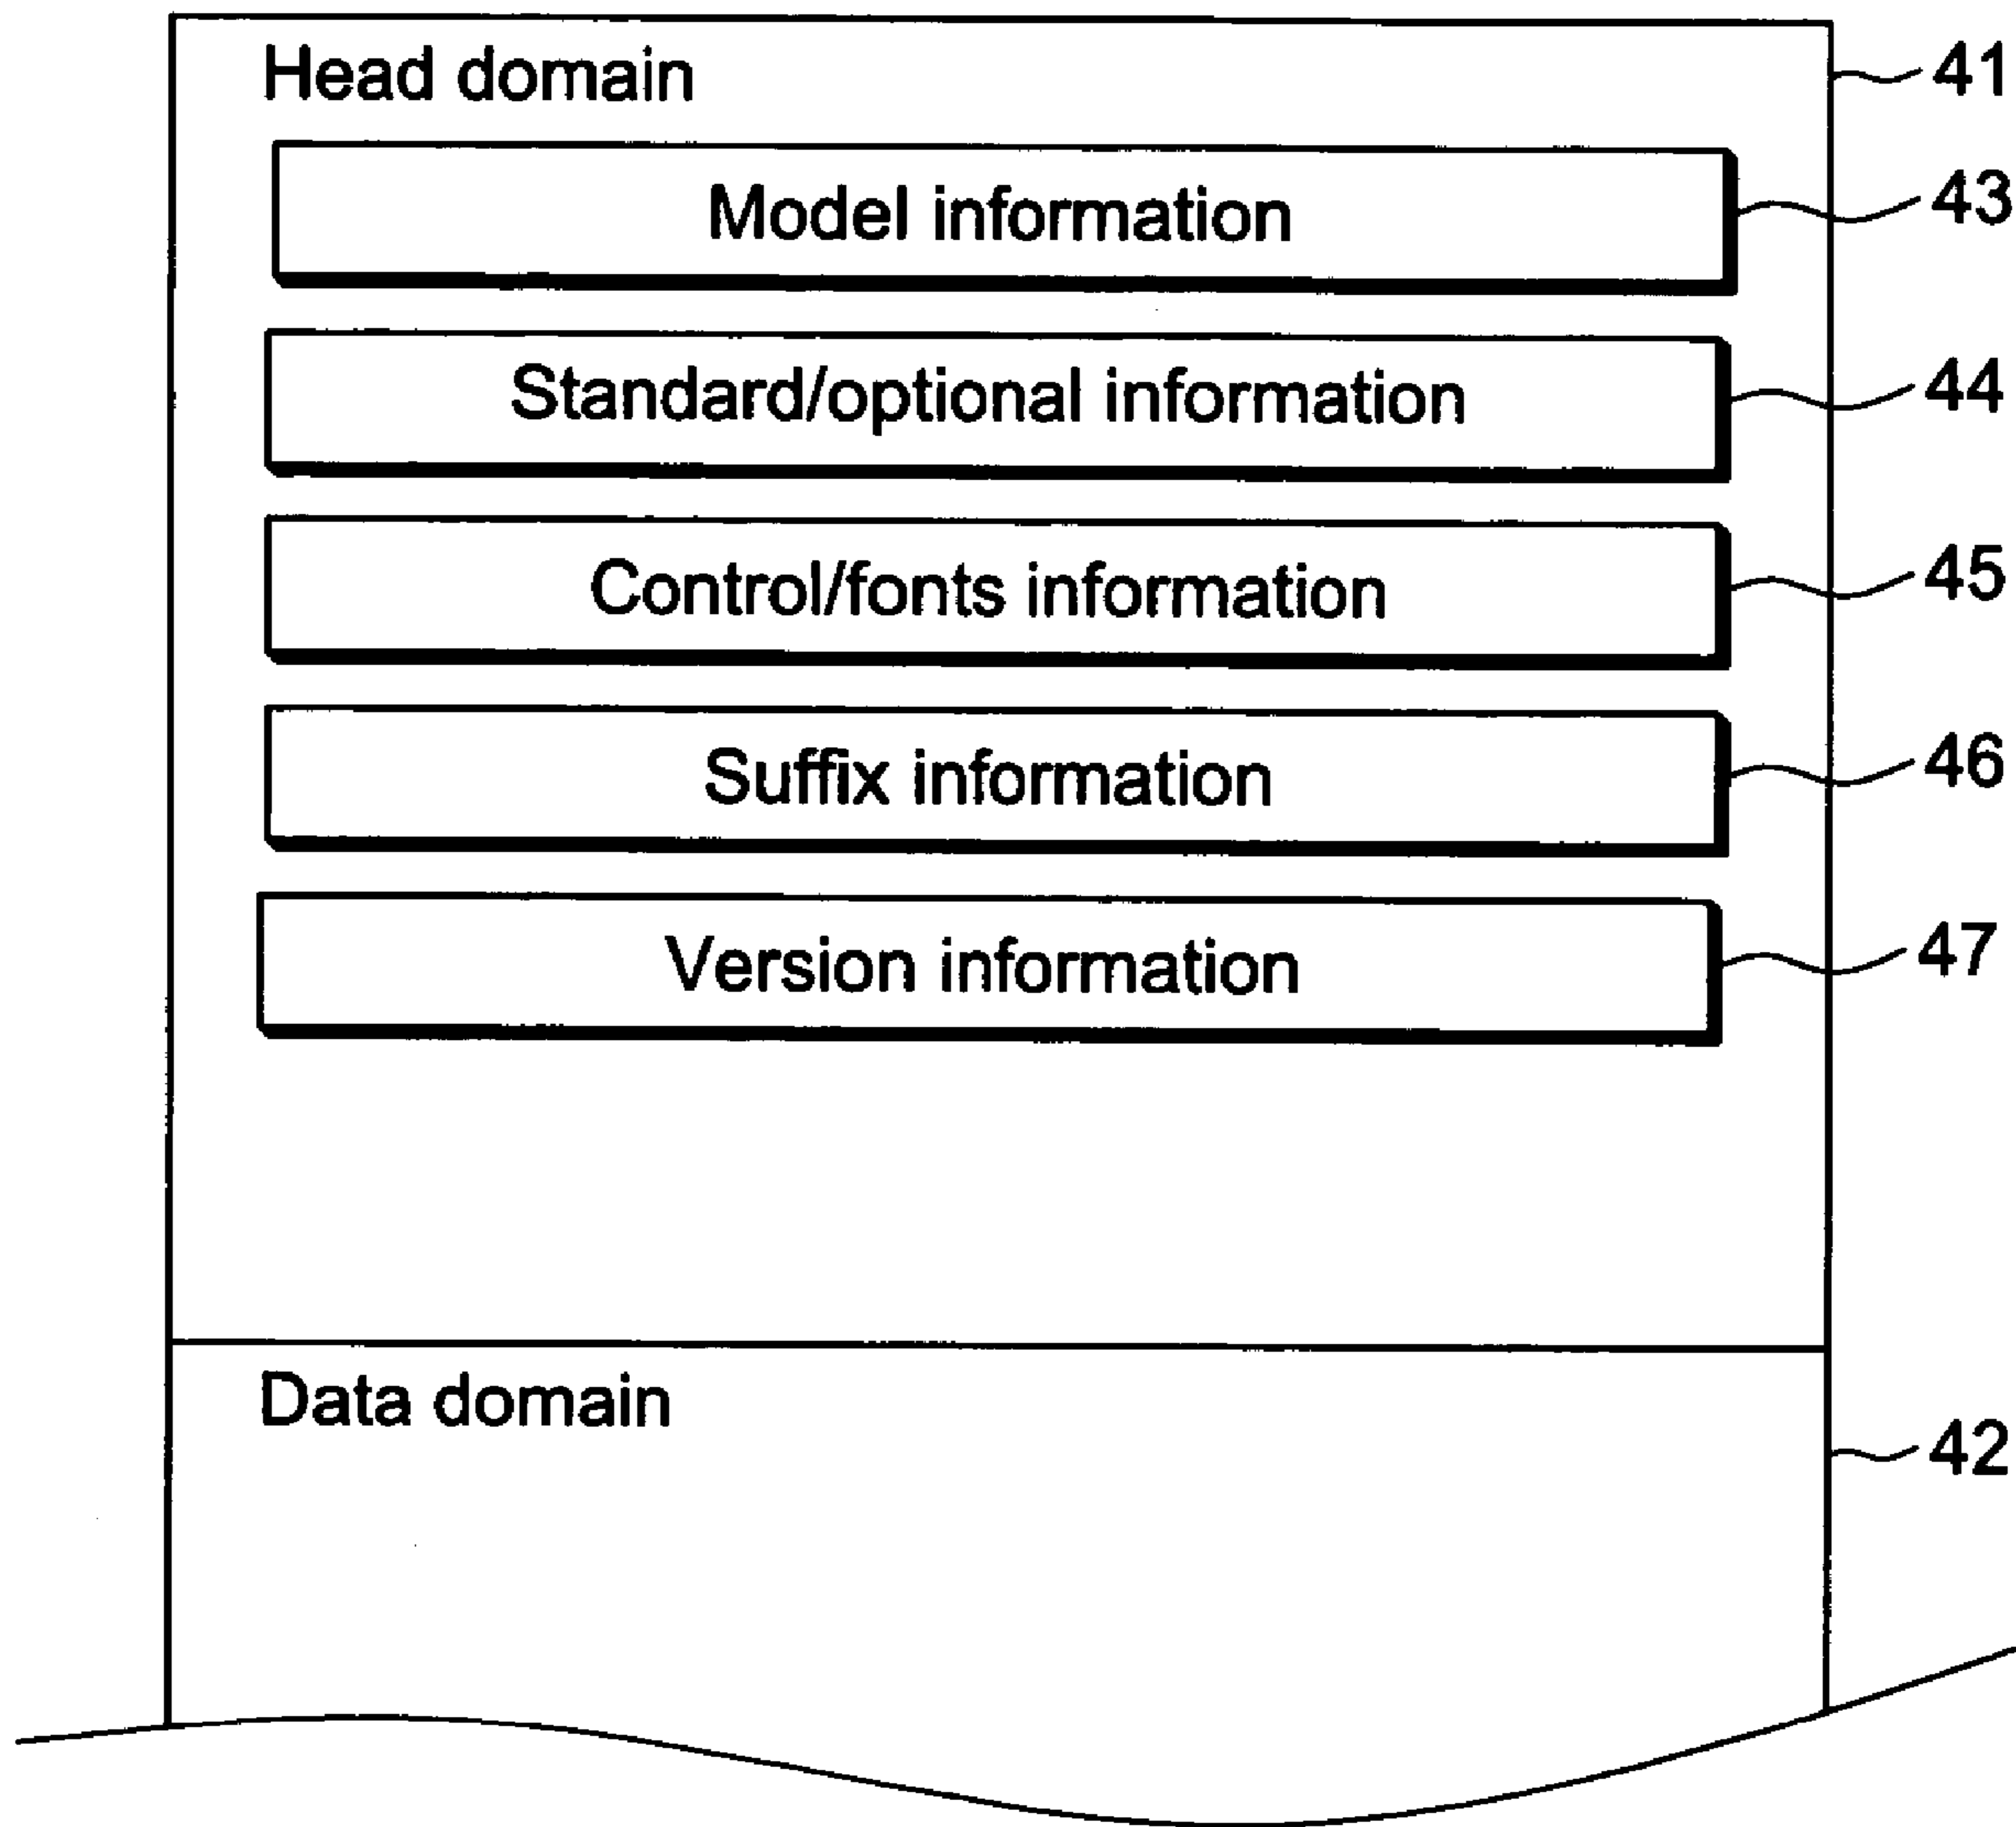 Head domain 41
Model information 43
Standard/optional information 44
Control/fonts information 45
Suffix information 46
Version information 47
Data domain
42